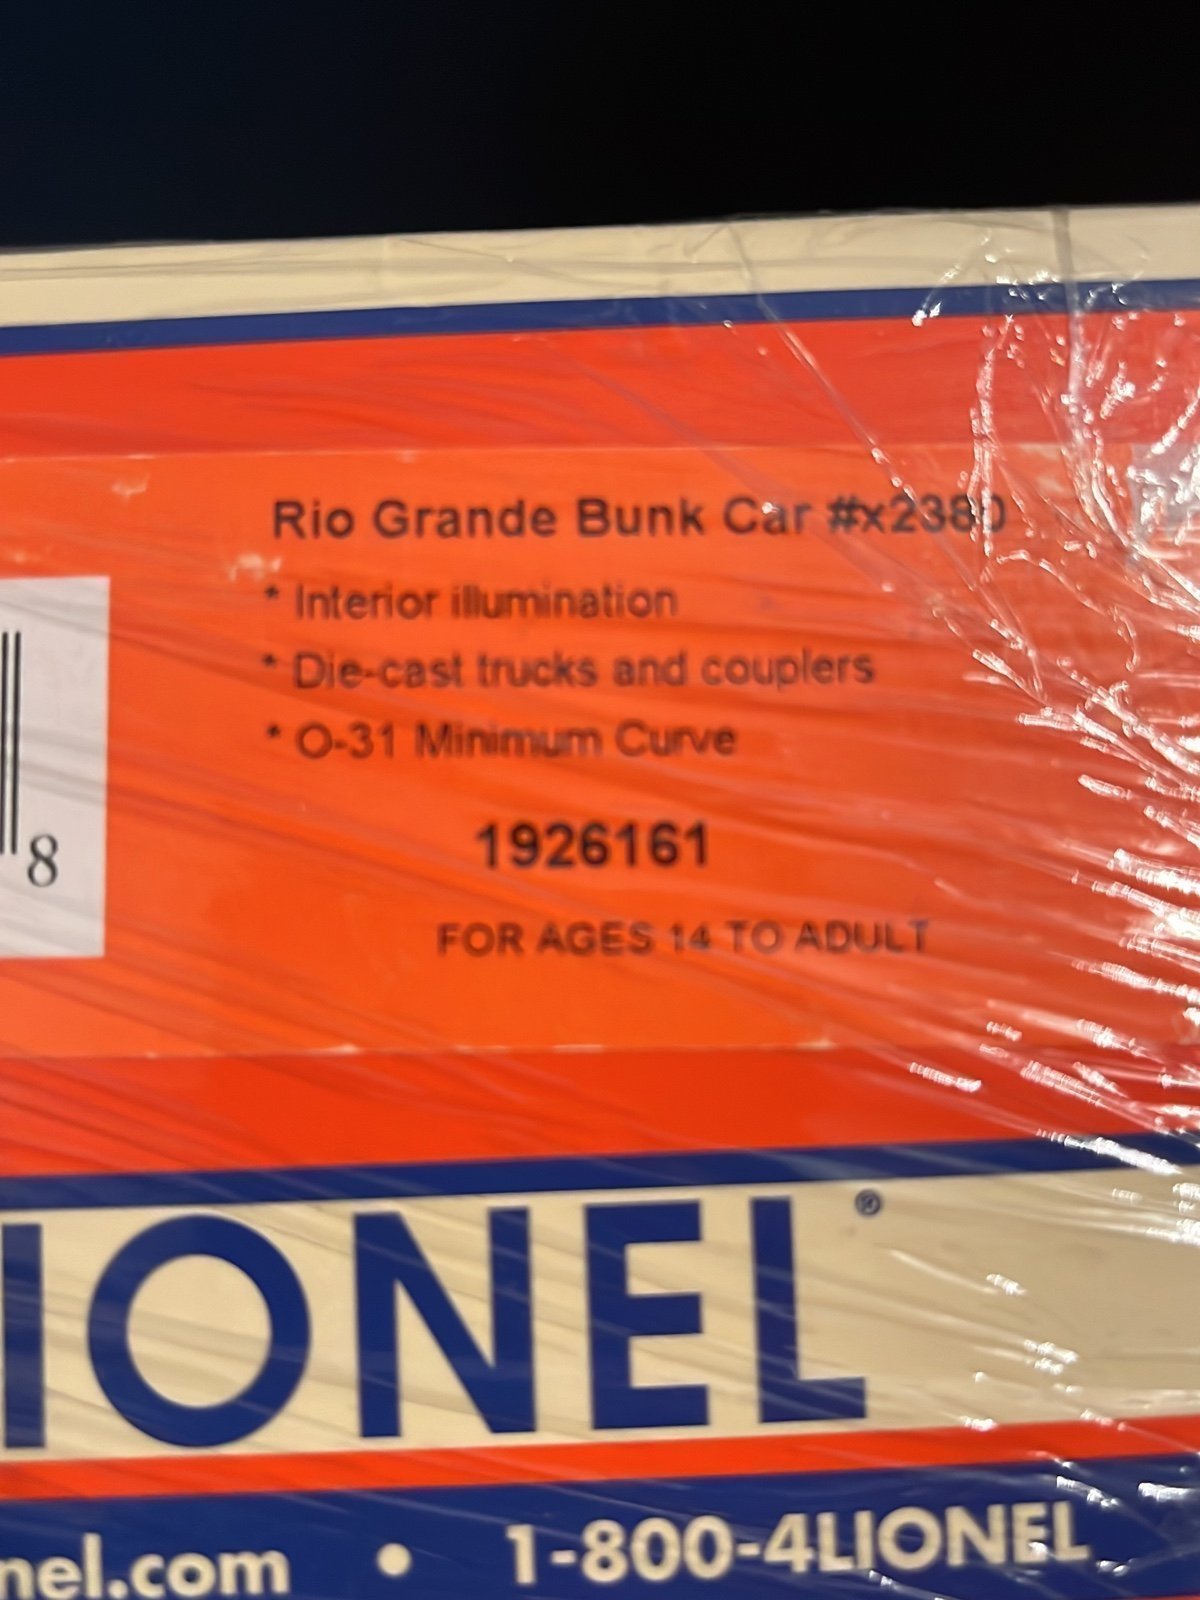 Rio Grande Bunk Car #x2380
* Interior illumination
* Die-cast trucks and couplers
* O-31 Minimum Curve
8
1926161
FOR AGES 14 TO ADULT
IONEL®
nel.com • 1-800-4LIONEL